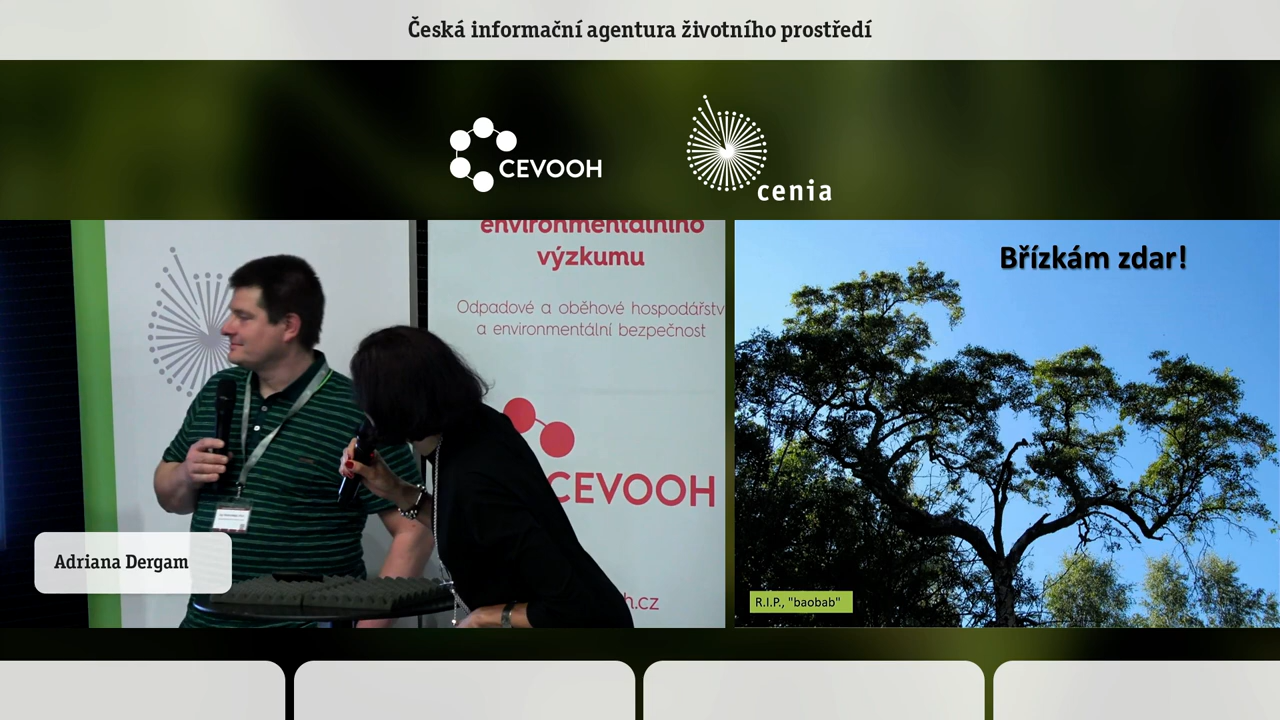 Česká informační agentura životního prostředí
CEVOOH
cenia
environmentálního
výzkumu
Odpadové a oběhové hospodářstv
a environmentální bezpečnost
CEVOOH
h.cz
Adriana Dergam
Břízkám zdar!
R.I.P., "baobab"